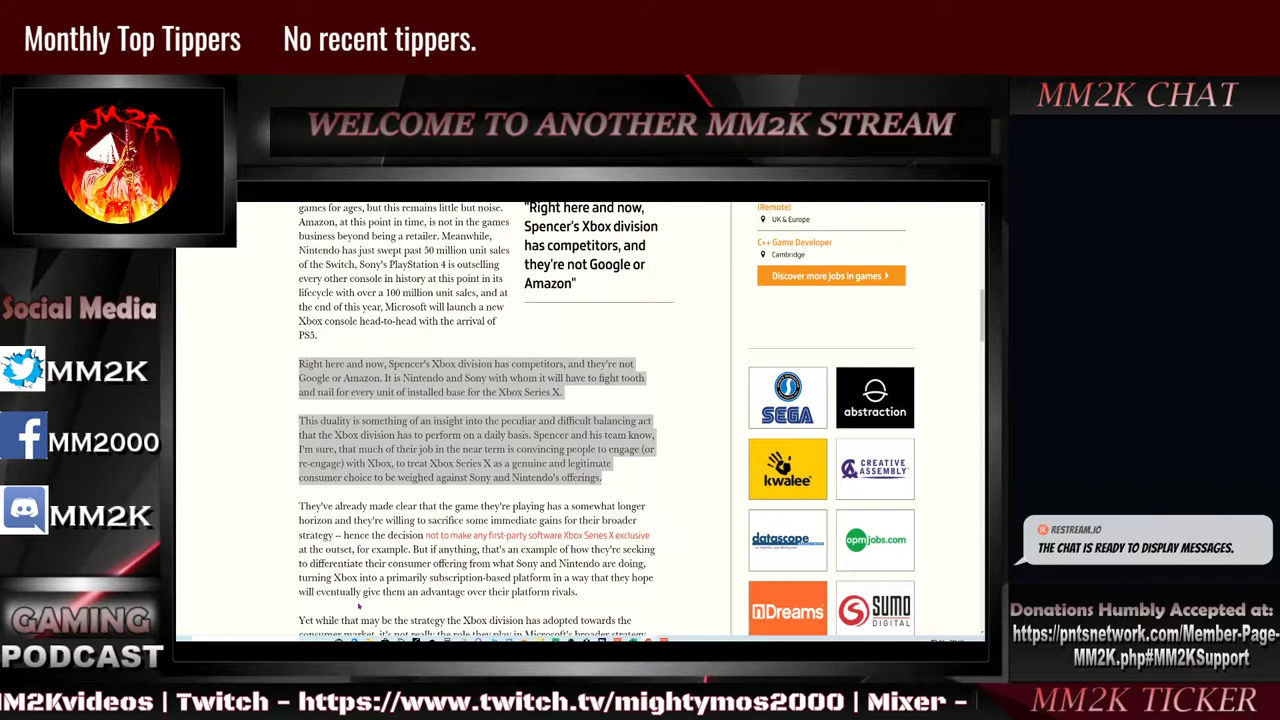 Monthly Top Tippers No recent tippers.
MM2K
WELCOME TO ANOTHER MM2K STREAM
MM2K CHAT
games for ages, but this remains little but noise.
Amazon, at this point in time, is not in the games
business beyond being a retailer. Meanwhile,
Nintendo has just swept past 50 million unit sales
of the Switch, Sony's PlayStation 4 is outselling
every other console in history at this point in its
lifecycle with over a 100 million unit sales, and at
the end of this year, Microsoft will launch a new
Xbox console head-to-head with the arrival of
PS5.
"Right here and now,
Spencer's Xbox division
has competitors, and
they're not Google or
Amazon"
Right here and now, Spencer's Xbox division has competitors, and they're not
Google or Amazon. It is Nintendo and Sony with whom it will have to fight tooth
and nail for every unit of installed base for the Xbox Series X.
This duality is something of an insight into the peculiar and difficult balancing act
that the Xbox division has to perform on a daily basis. Spencer and his team know,
I'm sure, that much of their job in the near term is convincing people to engage (or
re-engage) with Xbox, to treat Xbox Series X as a genuine and legitimate
consumer choice to be weighed against Sony and Nintendo's offerings.
They've already made clear that the game they're playing has a somewhat longer
horizon and they're willing to sacrifice some immediate gains for their broader
strategy -- hence the decision not to make any first-party software Xbox Series X exclusive
at the outset, for example. But if anything, that's an example of how they're seeking
to differentiate their consumer offering from what Sony and Nintendo are doing,
turning Xbox into a primarily subscription-based platform in a way that they hope
will eventually give them an advantage over their platform rivals.
Yet while that may be the strategy the Xbox division has adopted towards the
consumer market, it's not really the role they play in Microsoft's broader strategy
(Remote)
UK & Europe
C++ Game Developer
Cambridge
Discover more jobs in games
SEGA
abstraction
kwalee
CREATIVE ASSEMBLY
datascope
opmjobs.com
nDreams
SUMO DIGITAL
Social Media
MM2K
MM2000
MM2K
GAMING
PODCAST
RESTREAM.IO
THE CHAT IS READY TO DISPLAY MESSAGES.
Donations Humbly Accepted at:
https://pntsnetwork.com/Member-Page-
MM2K.php#MM2KSupport
MM2Kvideos | Twitch - https://www.twitch.tv/mightymos2000 | Mixer -
MM2K TICKER